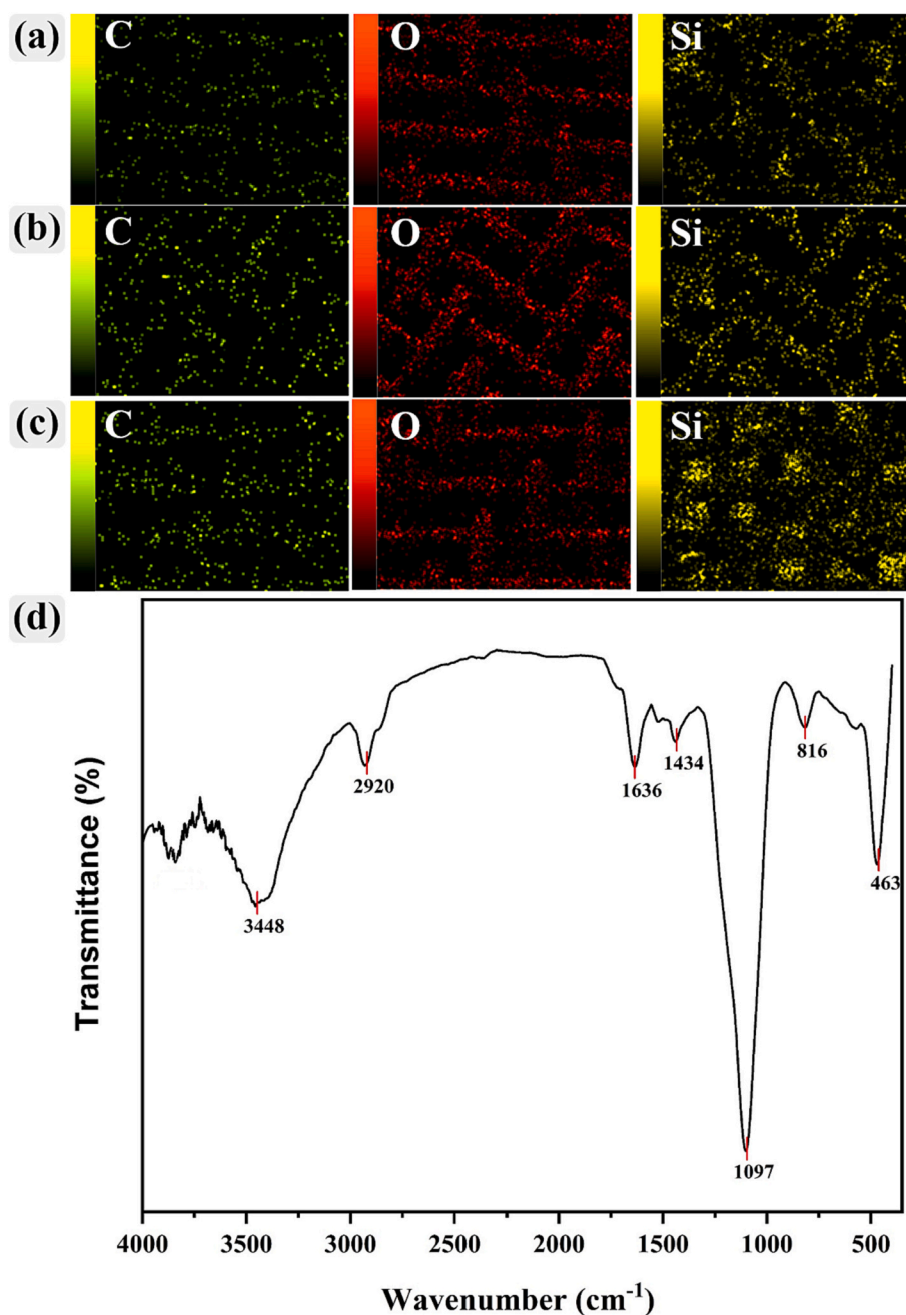 (a) C O Si
(b) C O Si
(c) C O Si
(d)
Transmittance (%)
2920
1636
1434
816
463
3448
1097
4000 3500 3000 2500 2000 1500 1000 500
Wavenumber (cm⁻¹)